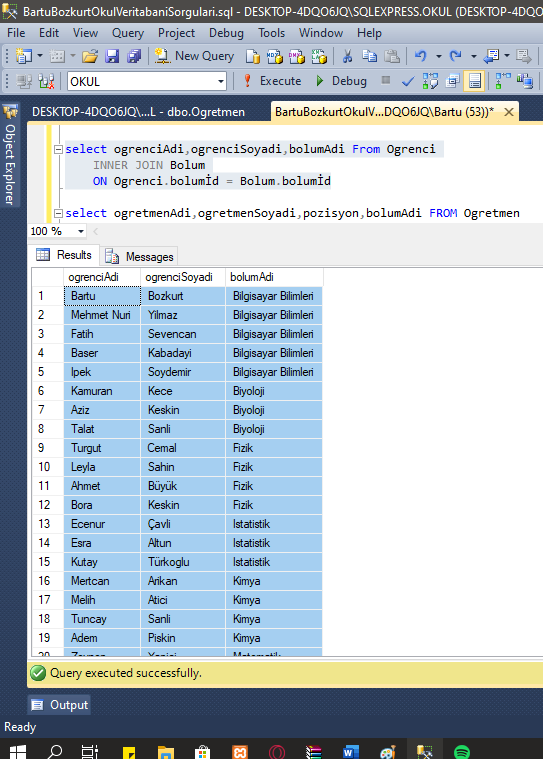 BartuBozkurtOkulVeritabaniSorgulari.sql - DESKTOP-4DQO6JQ\SQLEXPRESS.OKUL (DESKTOP-4DQO6JQ\B
File Edit View Query Project Debug Tools Window Help
New Query
OKUL Execute Debug
DESKTOP-4DQO6JQ\...L - dbo.Ogretmen BartuBozkurtOkulV...DQO6JQ\Bartu (53))*
Object Explorer
select ogrenciAdi,ogrenciSoyadi,bolumAdi From Ogrenci
INNER JOIN Bolum
ON Ogrenci.bolumİd = Bolum.bolumİd
select ogretmenAdi,ogretmenSoyadi,pozisyon,bolumAdi FROM Ogretmen
100 %
Results Messages
ogrenciAdi ogrenciSoyadi bolumAdi
1 Bartu Bozkurt Bilgisayar Bilimleri
2 Mehmet Nuri Yilmaz Bilgisayar Bilimleri
3 Fatih Sevencan Bilgisayar Bilimleri
4 Baser Kabadayi Bilgisayar Bilimleri
5 Ipek Soydemir Bilgisayar Bilimleri
6 Kamuran Kece Biyoloji
7 Aziz Keskin Biyoloji
8 Talat Sanli Biyoloji
9 Turgut Cemal Fizik
10 Leyla Sahin Fizik
11 Ahmet Büyük Fizik
12 Bora Keskin Fizik
13 Ecenur Çavli Istatistik
14 Esra Altun Istatistik
15 Kutay Türkoglu Istatistik
16 Mertcan Arikan Kimya
17 Melih Atici Kimya
18 Tuncay Sanli Kimya
19 Adem Piskin Kimya
20 Matematik
Query executed successfully.
Output
Ready